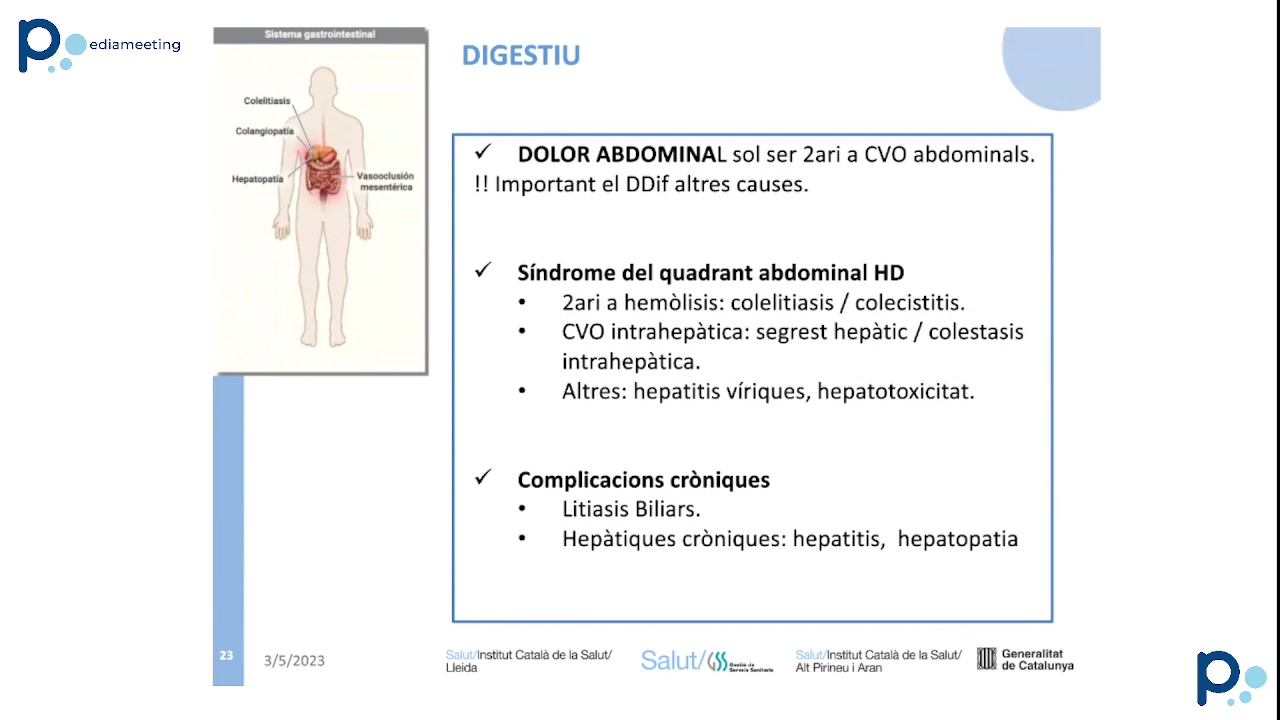 Pediameeting
Sistema gastrointestinal
Colelitiasis
Colangiopatía
Hepatopatía
Vasooclusión
mesentérica
DIGESTIU
✓ DOLOR ABDOMINAL sol ser 2ari a CVO abdominals.
!! Important el DDif altres causes.
✓ Síndrome del quadrant abdominal HD
• 2ari a hemòlisis: colelitiasis / colecistitis.
• CVO intrahepàtica: segrest hepàtic / colestasis
intrahepàtica.
• Altres: hepatitis víriques, hepatotoxicitat.
✓ Complicacions cròniques
• Litiasis Biliars.
• Hepàtiques cròniques: hepatitis, hepatopatia
23
3/5/2023
Salut/Institut Català de la Salut/
Lleida
Salut/GSS Gestió de
Serveis Sanitaris
Salut/Institut Català de la Salut/
Alt Pirineu i Aran
Generalitat
de Catalunya
P